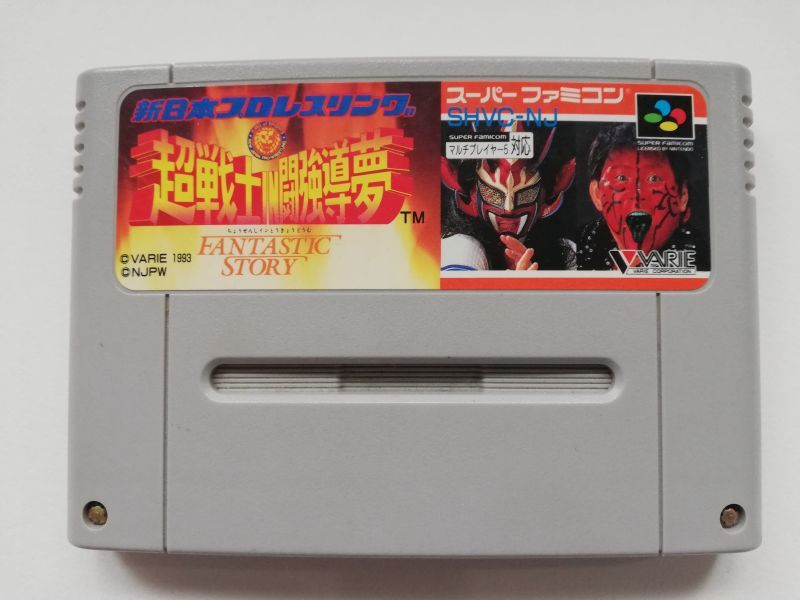 新日本プロレスリング
超戦士IN闘強導夢
TM
ちょうせんしインとうきょうどうむ
FANTASTIC
STORY
©VARIE 1993
©NJPW
スーパーファミコン®
SHVC-NJ
SUPER FAMICOM
マルチプレイヤー5 対応
SUPER FAMICOM
LICENSED BY NINTENDO
VARIE
VARIE CORPORATION